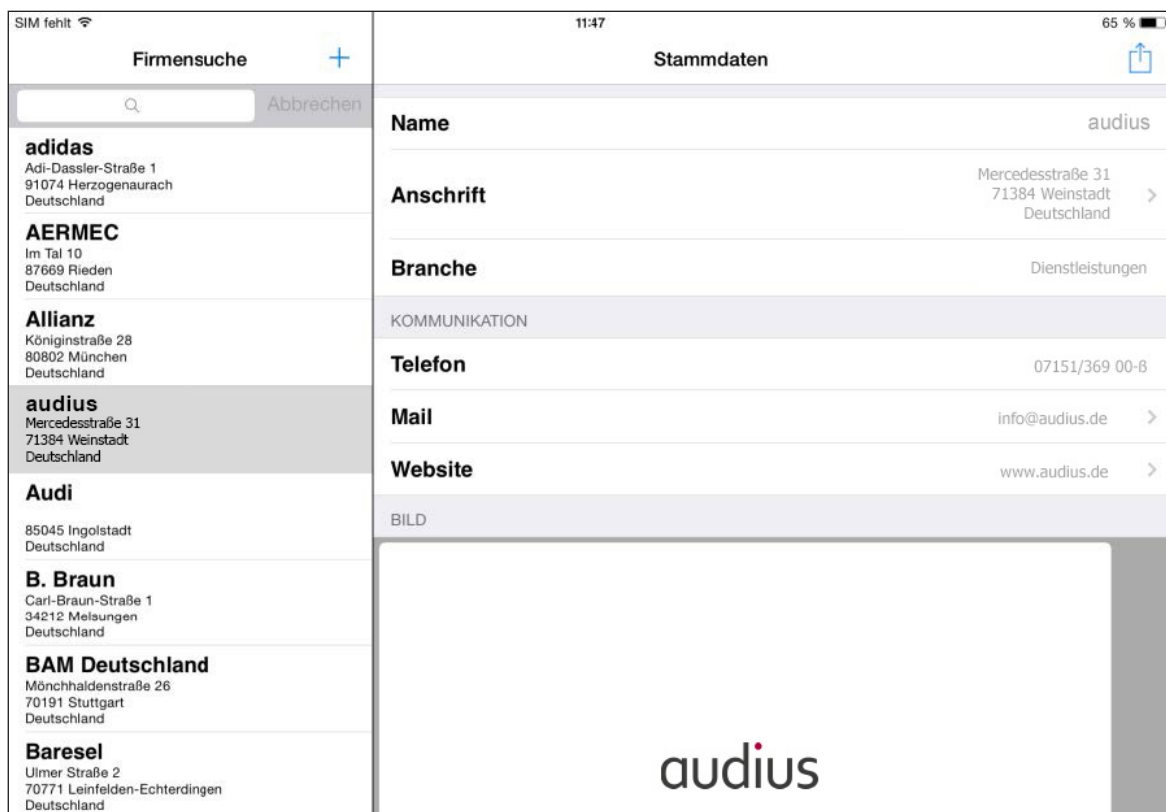 SIM fehlt
11:47
65 %
Firmensuche +
Abbrechen
adidas
Adi-Dassler-Straße 1
91074 Herzogenaurach
Deutschland
AERMEC
Im Tal 10
87669 Rieden
Deutschland
Allianz
Königinstraße 28
80802 München
Deutschland
audius
Mercedesstraße 31
71384 Weinstadt
Deutschland
Audi
85045 Ingolstadt
Deutschland
B. Braun
Carl-Braun-Straße 1
34212 Melsungen
Deutschland
BAM Deutschland
Mönchhaldenstraße 26
70191 Stuttgart
Deutschland
Baresel
Ulmer Straße 2
70771 Leinfelden-Echterdingen
Deutschland
Stammdaten
Name
audius
Anschrift
Mercedesstraße 31
71384 Weinstadt
Deutschland
Branche
Dienstleistungen
KOMMUNIKATION
Telefon
07151/369 00-ß
Mail
info@audius.de
Website
www.audius.de
BILD
audius